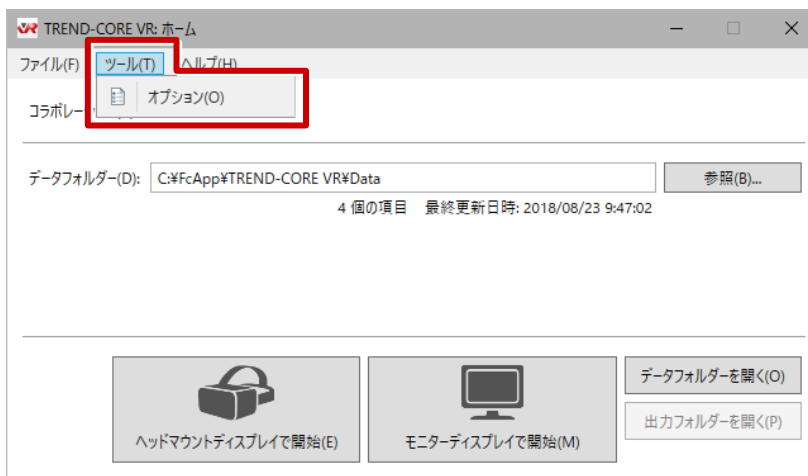 TREND-CORE VR: ホーム
ファイル(F) ツール(T) ヘルプ(H)
オプション(O)
データフォルダー(D): C:¥FcApp¥TREND-CORE VR¥Data 参照(B)...
4 個の項目 最終更新日時: 2018/08/23 9:47:02
データフォルダーを開く(O)
出力フォルダーを開く(P)
ヘッドマウントディスプレイで開始(E) モニターディスプレイで開始(M)